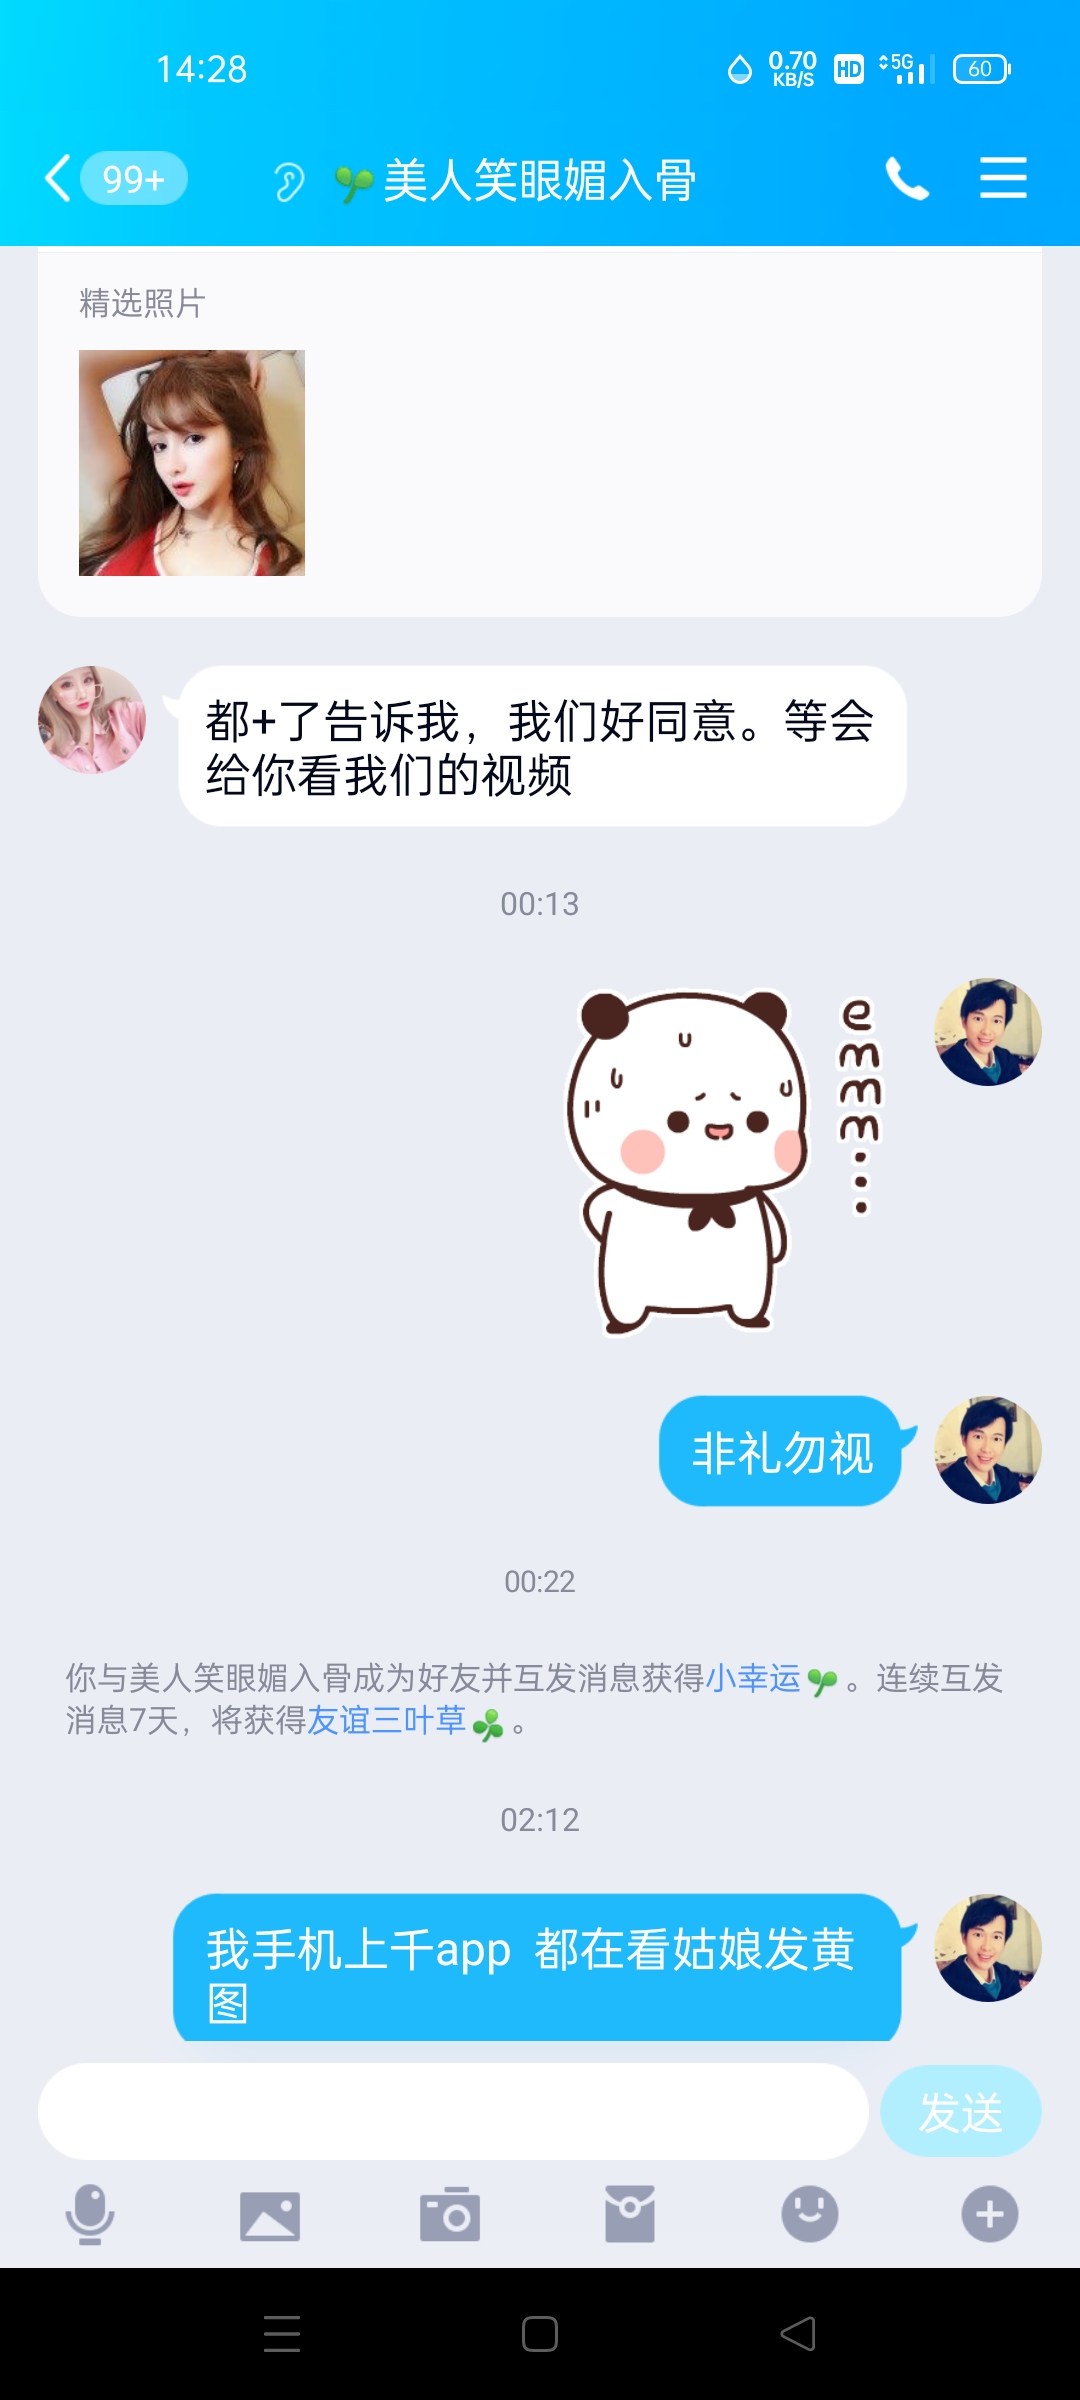 14:28
0.70
KB/S
HD
5G
60
99+
美人笑眼媚入骨
精选照片
都+了告诉我，我们好同意。等会
给你看我们的视频
00:13
emmm...
非礼勿视
00:22
你与美人笑眼媚入骨成为好友并互发消息获得小幸运。连续互发
消息7天，将获得友谊三叶草。
02:12
我手机上千app 都在看姑娘发黄
图
发送